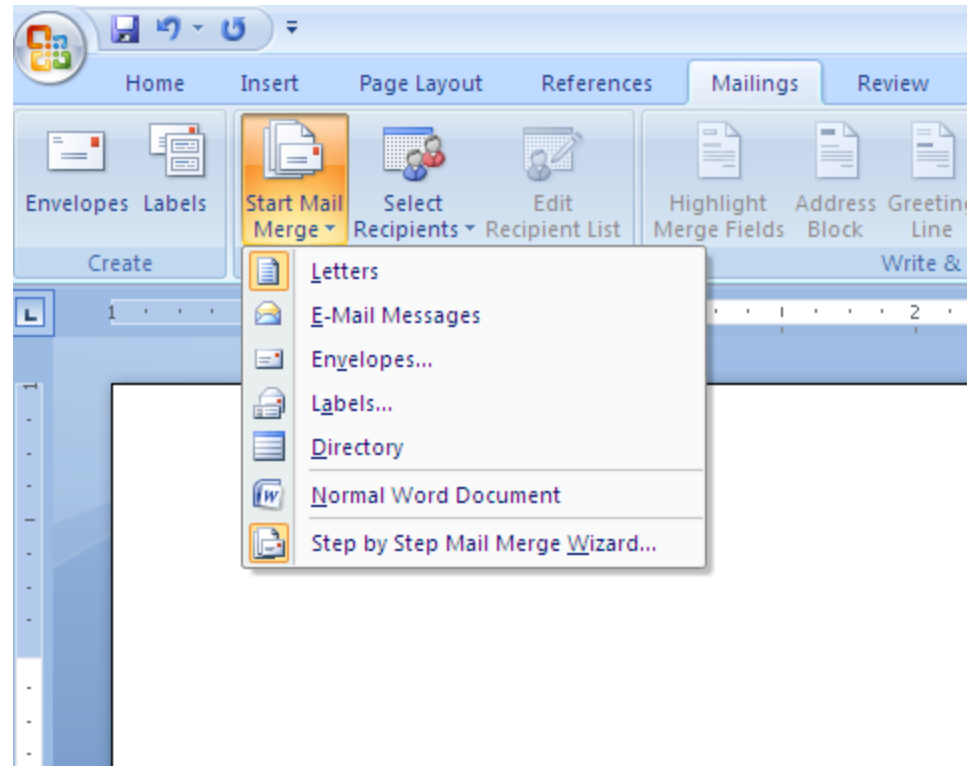 Home Insert Page Layout References Mailings Review
Envelopes Labels Start Mail Merge Select Recipients Edit Recipient List Highlight Merge Fields Address Block Greeting Line
Create Write &
L 1 2
Letters
E-Mail Messages
Envelopes...
Labels...
Directory
Normal Word Document
Step by Step Mail Merge Wizard...
1